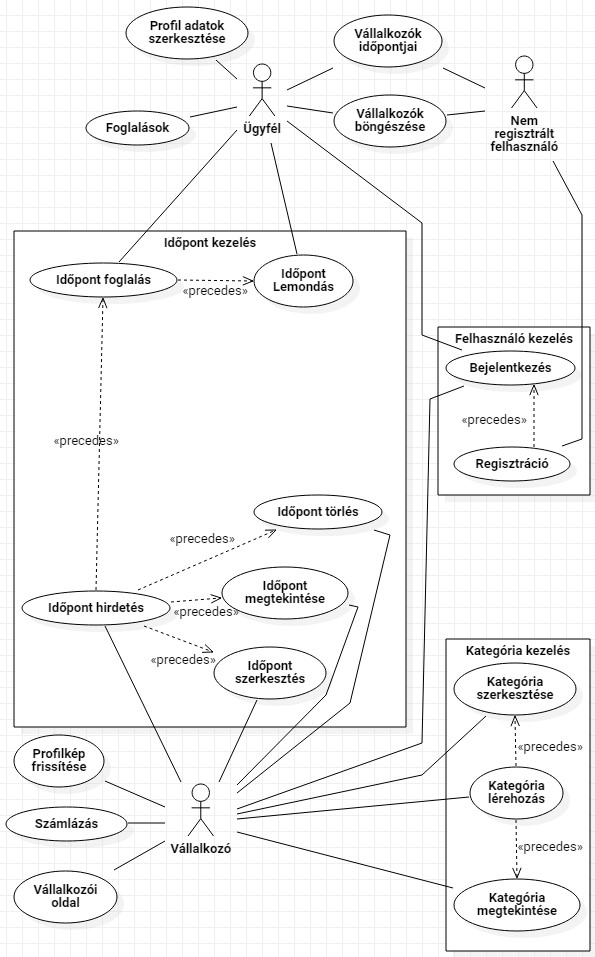 Profil adatok
szerkesztése
Vállalkozók
időpontjai
Foglalások
Ügyfél
Vállalkozók
böngészése
Nem
regisztrált
felhasználó
Időpont kezelés
Időpont foglalás
«precedes»
Időpont
Lemondás
Felhasználó kezelés
Bejelentkezés
«precedes»
Regisztráció
«precedes»
Időpont törlés
«precedes»
Időpont
megtekintése
Időpont hirdetés
«precedes»
«precedes»
Időpont
szerkesztés
Kategória kezelés
Kategória
szerkesztése
«precedes»
Kategória
lérehozás
«precedes»
Kategória
megtekintése
Profilkép
frissítése
Számlázás
Vállalkozó
Vállalkozói
oldal